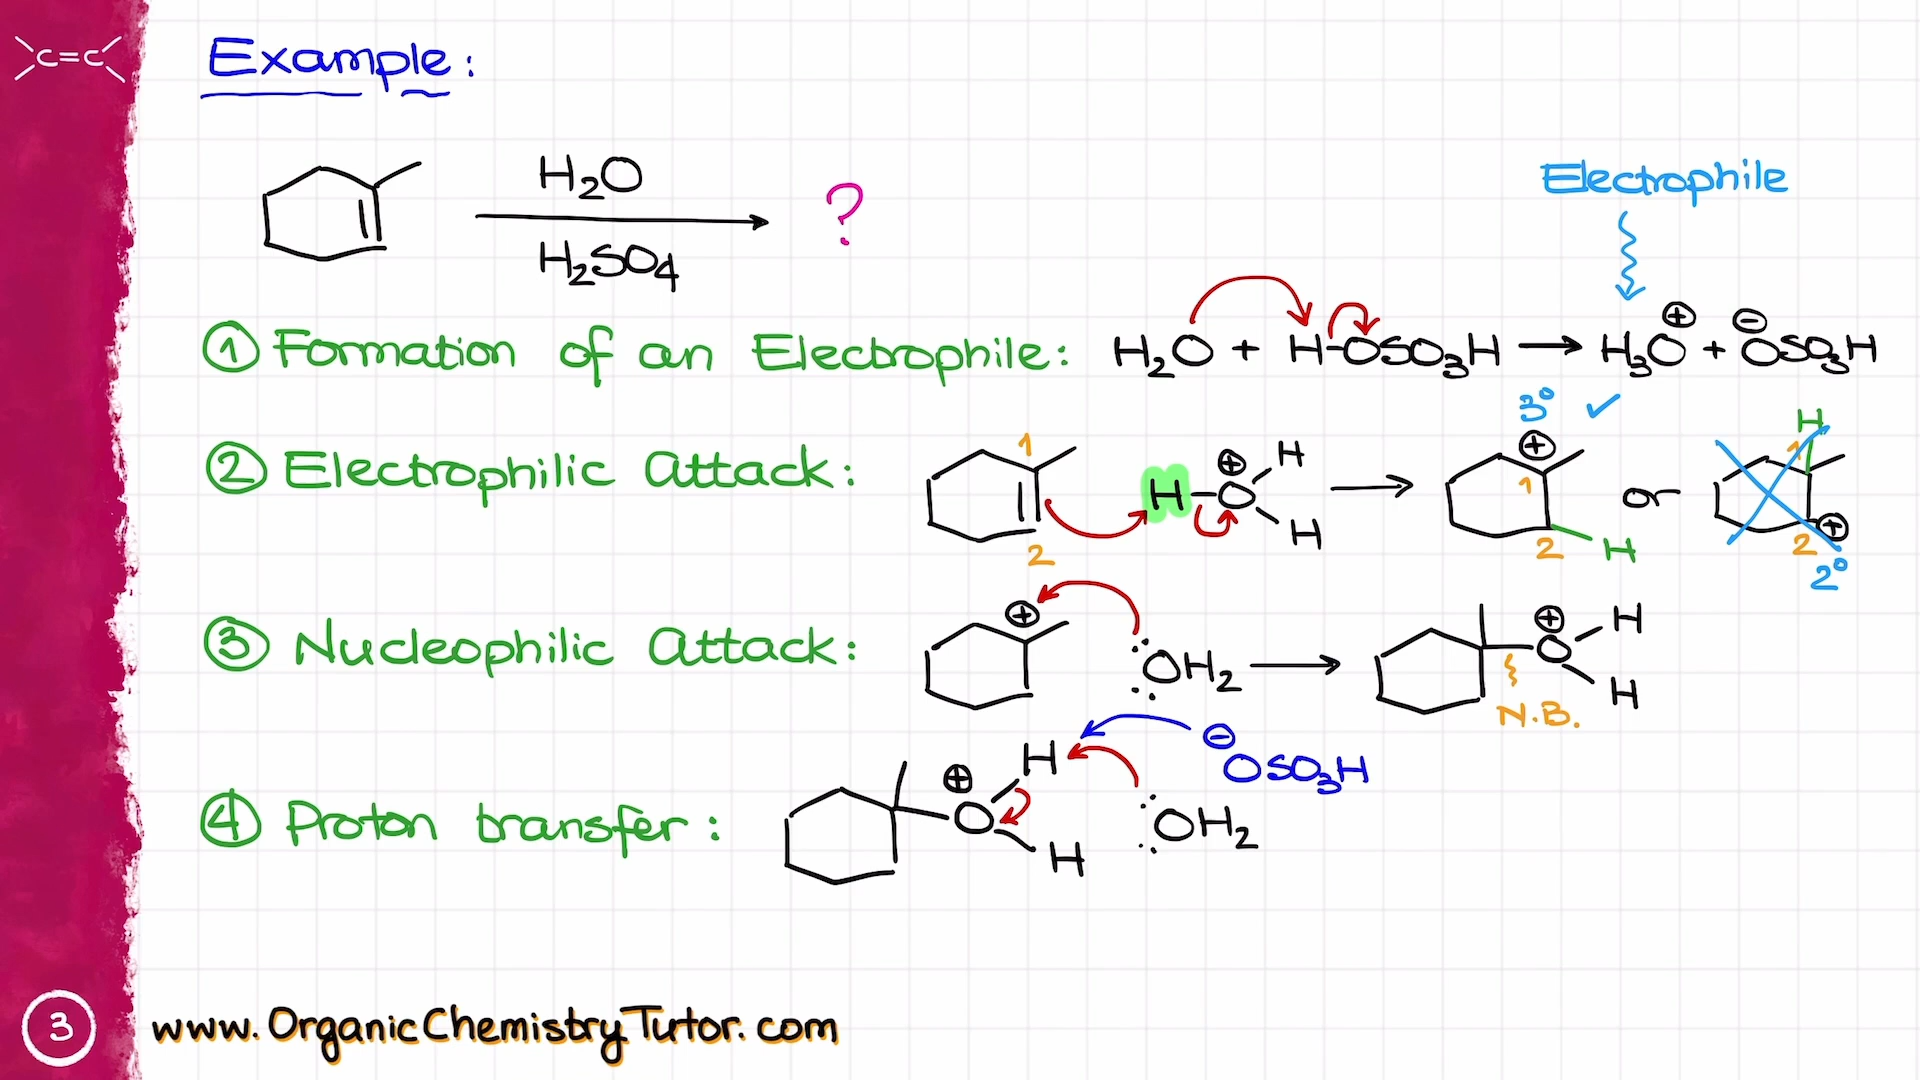 C=C
Example:
H₂O
H₂SO₄
?
Electrophile
① Formation of an Electrophile: H₂O + H-OSO₃H → H₃O⊕ + ⊖OSO₃H
3° ✓
② Electrophilic Attack: 1 2 H-O⊕ H H → ⊕ 1 2 H or H 1 2 ⊕ 2°
③ Nucleophilic Attack: ⊕ :OH₂ → O⊕ H H
N.B.
⊖OSO₃H
④ Proton transfer: ⊕ O H H :OH₂
3 www.OrganicChemistryTutor.com